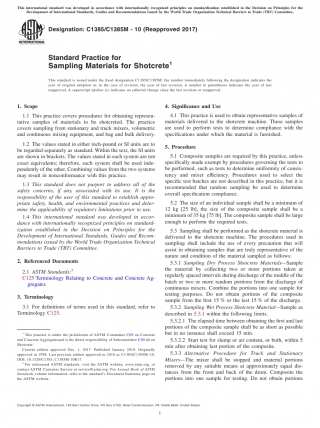 This international standard was developed in accordance with internationally recognized principles on standardization established in the Decision on Principles for the
Development of International Standards, Guides and Recommendations issued by the World Trade Organization Technical Barriers to Trade (TBT) Committee.
Designation: C1385/C1385M − 10 (Reapproved 2017)
Standard Practice for
Sampling Materials for Shotcrete¹
This standard is issued under the fixed designation C1385/C1385M; the number immediately following the designation indicates the
year of original adoption or, in the case of revision, the year of last revision. A number in parentheses indicates the year of last
reapproval. A superscript epsilon (ε) indicates an editorial change since the last revision or reapproval.
1. Scope
1.1 This practice covers procedures for obtaining representative
samples of materials to be shotcreted. The practice
covers sampling from stationary and truck mixers, volumetric
and continuous mixing equipment, and bag and bulk delivery.
1.2 The values stated in either inch-pound or SI units are to
be regarded separately as standard. Within the text, the SI units
are shown in brackets. The values stated in each system are not
exact equivalents; therefore, each system shall be used independently
of the other. Combining values from the two systems
may result in nonconformance with this practice.
1.3 This standard does not purport to address all of the
safety concerns, if any, associated with its use. It is the
responsibility of the user of this standard to establish appropriate
safety, health, and environmental practices and determine
the applicability of regulatory limitations prior to use.
1.4 This international standard was developed in accordance
with internationally recognized principles on standardization
established in the Decision on Principles for the
Development of International Standards, Guides and Recommendations
issued by the World Trade Organization Technical
Barriers to Trade (TBT) Committee.
2. Referenced Documents
2.1 ASTM Standards:²
C125 Terminology Relating to Concrete and Concrete Aggregates
3. Terminology
3.1 For definitions of terms used in this standard, refer to
Terminology C125.
¹ This practice is under the jurisdiction of ASTM Committee C09 on Concrete
and Concrete Aggregates and is the direct responsibility of Subcommittee C09.46 on
Shotcrete.
Current edition approved Dec. 1, 2017. Published January 2018. Originally
approved in 1998. Last previous edition approved in 2010 as C1385/C1385M–10.
DOI: 10.1520/C1385_C1385M-10R17.
² For referenced ASTM standards, visit the ASTM website, www.astm.org, or
contact ASTM Customer Service at service@astm.org. For Annual Book of ASTM
Standards volume information, refer to the standard's Document Summary page on
the ASTM website.
4. Significance and Use
4.1 This practice is used to obtain representative samples of
materials delivered to the shotcrete machine. These samples
are used to perform tests to determine compliance with the
specifications under which the material is furnished.
5. Procedure
5.1 Composite samples are required by this practice, unless
specifically made exempt by procedures governing the tests to
be performed, such as tests to determine uniformity of consistency
and mixer efficiency. Procedures used to select the
specific test batches are not described in this practice, but it is
recommended that random sampling be used to determine
overall specification compliance.
5.2 The size of an individual sample shall be a minimum of
12 kg [25 lb], the size of the composite sample shall be a
minimum of 35 kg [75 lb]. The composite sample shall be large
enough to perform the required tests.
5.3 Sampling shall be performed as the shotcrete material is
delivered to the shotcrete machine. The procedures used in
sampling shall include the use of every precaution that will
assist in obtaining samples that are truly representative of the
nature and condition of the material sampled as follows:
5.3.1 Sampling Dry Process Shotcrete Materials—Sample
the material by collecting two or more portions taken at
regularly spaced intervals during discharge of the middle of the
batch or two or more random portions from the discharge of
continuous mixers. Combine the portions into one sample for
testing purposes. Do not obtain portions of the composite
sample from the first 15 % or the last 15 % of the discharge.
5.3.2 Sampling Wet Process Shotcrete Material—Sample as
described in 5.3.1 within the following limits.
5.3.2.1 The elapsed time between obtaining the first and last
portions of the composite sample shall be as short as possible
but in no instance shall exceed 15 min.
5.3.2.2 Start test for slump or air content, or both, within 5
min after obtaining last portion of the composite.
5.3.3 Alternative Procedure for Truck and Stationary
Mixers—The mixer shall be stopped and material portions
removed by any suitable means at approximately equal distances
from the front and back of the drum. Composite the
portions into one sample for testing. Do not obtain portions
Copyright © ASTM International, 100 Barr Harbor Drive, PO Box C700, West Conshohocken, PA 19428-2959. United States
1